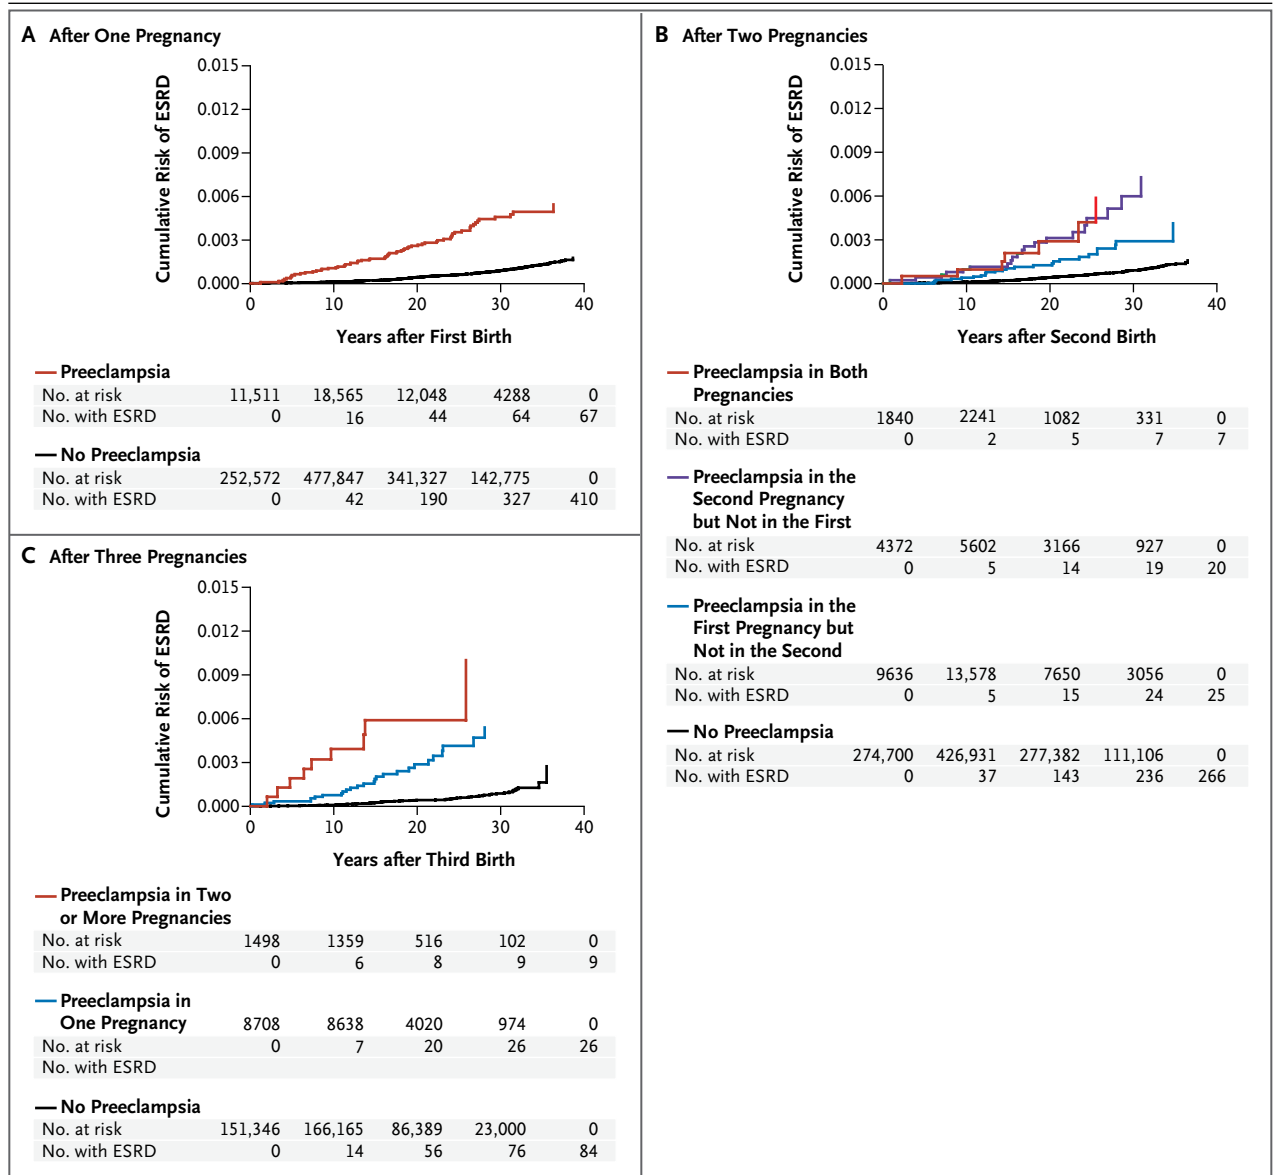 A After One Pregnancy
Cumulative Risk of ESRD
0.015
0.012
0.009
0.006
0.003
0.000
0 10 20 30 40
Years after First Birth
Preeclampsia
No. at risk 11,511 18,565 12,048 4288 0
No. with ESRD 0 16 44 64 67
No Preeclampsia
No. at risk 252,572 477,847 341,327 142,775 0
No. with ESRD 0 42 190 327 410
B After Two Pregnancies
Cumulative Risk of ESRD
0.015
0.012
0.009
0.006
0.003
0.000
0 10 20 30 40
Years after Second Birth
Preeclampsia in Both
Pregnancies
No. at risk 1840 2241 1082 331 0
No. with ESRD 0 2 5 7 7
Preeclampsia in the
Second Pregnancy
but Not in the First
No. at risk 4372 5602 3166 927 0
No. with ESRD 0 5 14 19 20
Preeclampsia in the
First Pregnancy but
Not in the Second
No. at risk 9636 13,578 7650 3056 0
No. with ESRD 0 5 15 24 25
No Preeclampsia
No. at risk 274,700 426,931 277,382 111,106 0
No. with ESRD 0 37 143 236 266
C After Three Pregnancies
Cumulative Risk of ESRD
0.015
0.012
0.009
0.006
0.003
0.000
0 10 20 30 40
Years after Third Birth
Preeclampsia in Two
or More Pregnancies
No. at risk 1498 1359 516 102 0
No. with ESRD 0 6 8 9 9
Preeclampsia in
One Pregnancy 8708 8638 4020 974 0
No. at risk 0 7 20 26 26
No. with ESRD
No Preeclampsia
No. at risk 151,346 166,165 86,389 23,000 0
No. with ESRD 0 14 56 76 84